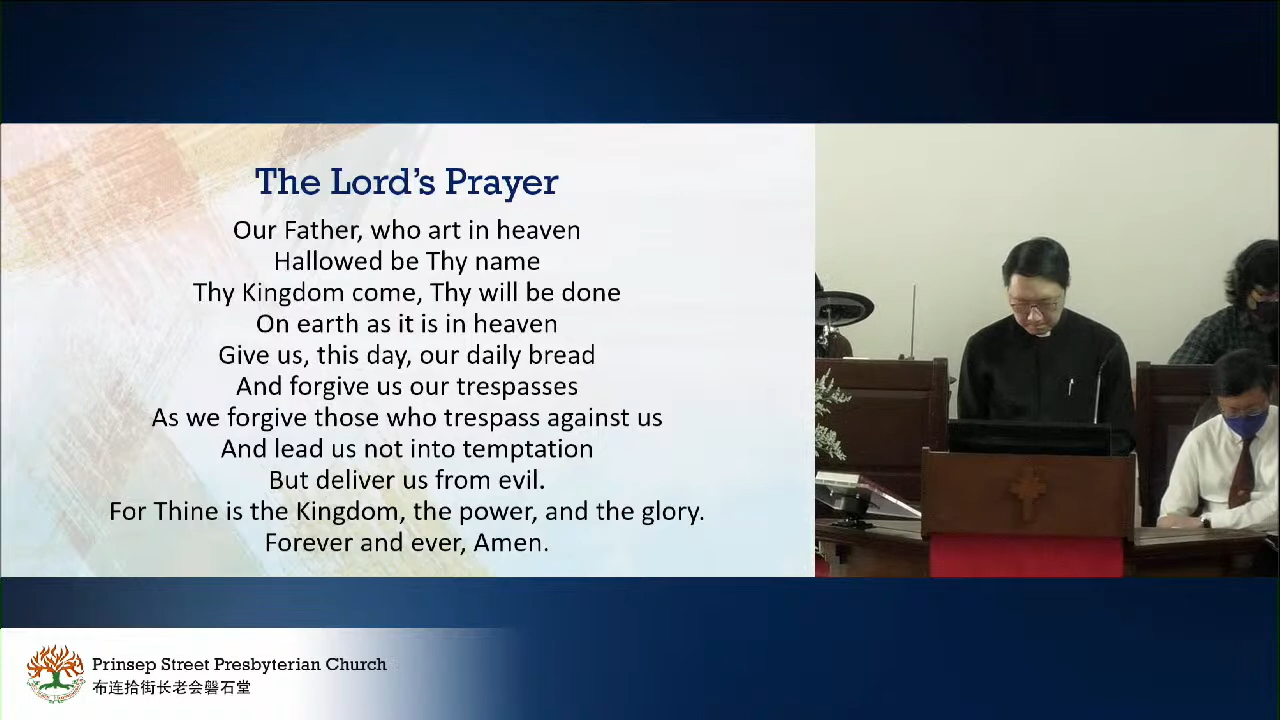 The Lord's Prayer
Our Father, who art in heaven
Hallowed be Thy name
Thy Kingdom come, Thy will be done
On earth as it is in heaven
Give us, this day, our daily bread
And forgive us our trespasses
As we forgive those who trespass against us
And lead us not into temptation
But deliver us from evil.
For Thine is the Kingdom, the power, and the glory.
Forever and ever, Amen.
Prinsep Street Presbyterian Church
布连拾街长老会磐石堂